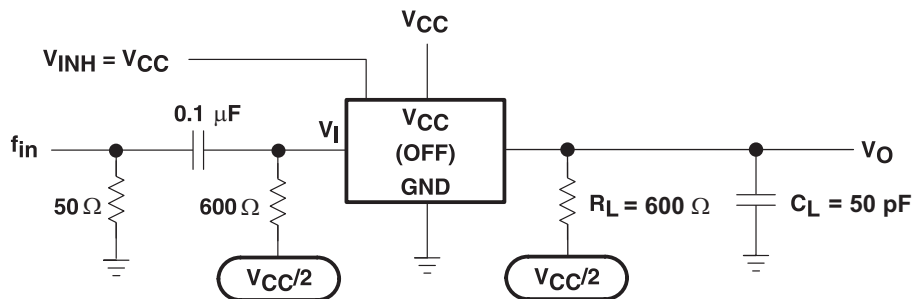 VCC
VINH = VCC
0.1 μF
VI
VCC
(OFF)
GND
fin
VO
50 Ω
600 Ω
RL = 600 Ω
CL = 50 pF
VCC/2
VCC/2